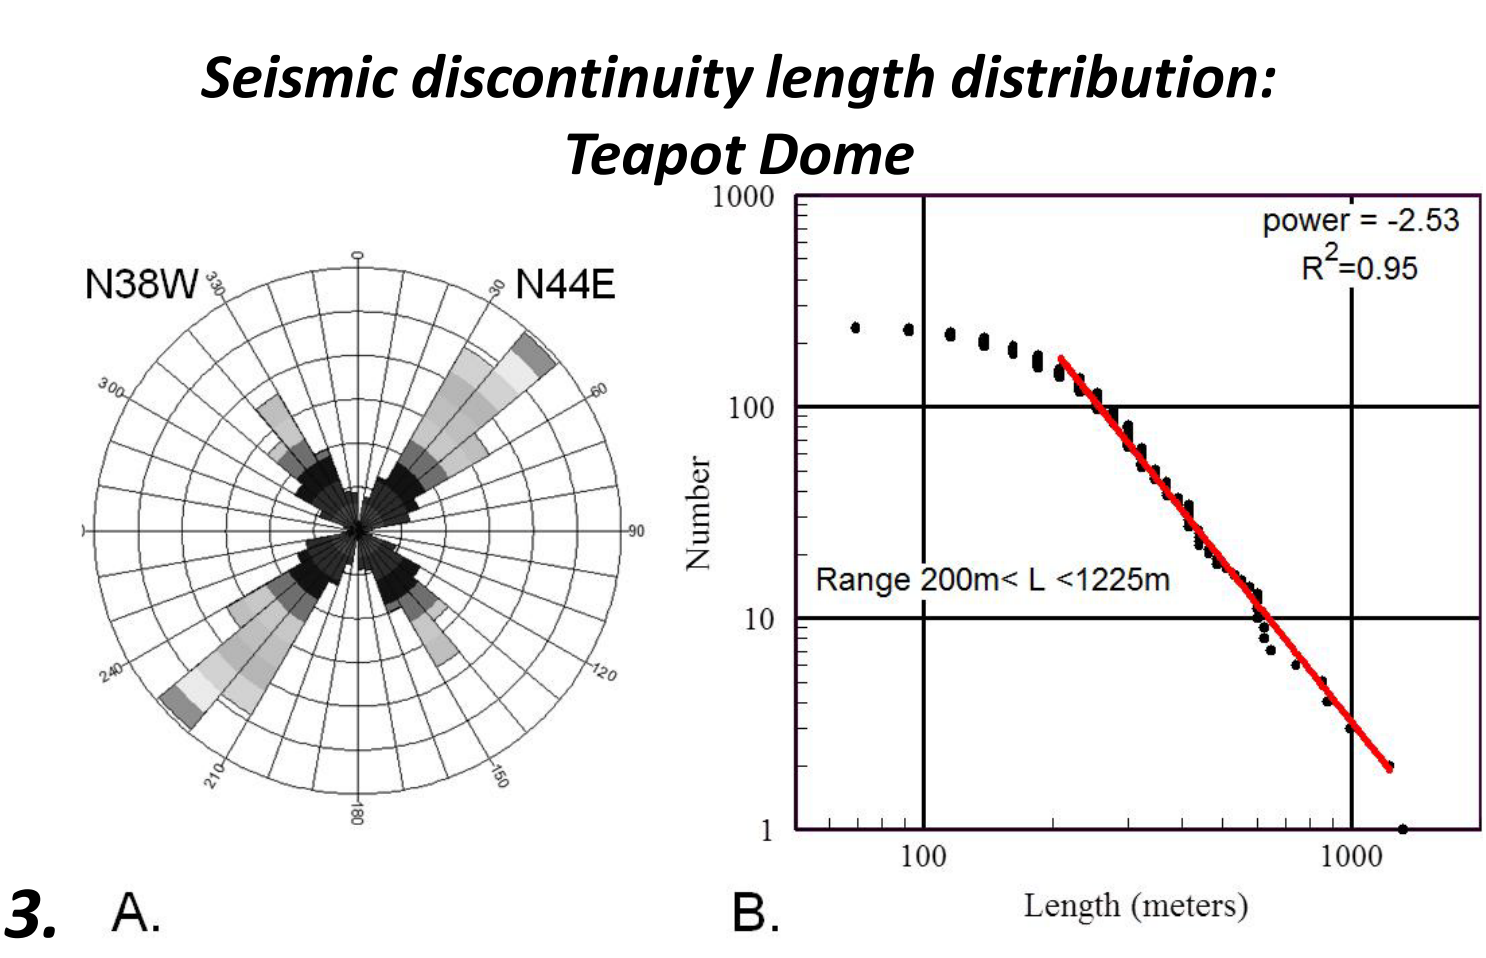 Seismic discontinuity length distribution:
Teapot Dome
N38W
N44E
0
30
60
90
120
150
180
210
240
300
330
1000
100
10
1
Number
power = -2.53
R2=0.95
Range 200m< L <1225m
100
1000
Length (meters)
3.
A.
B.